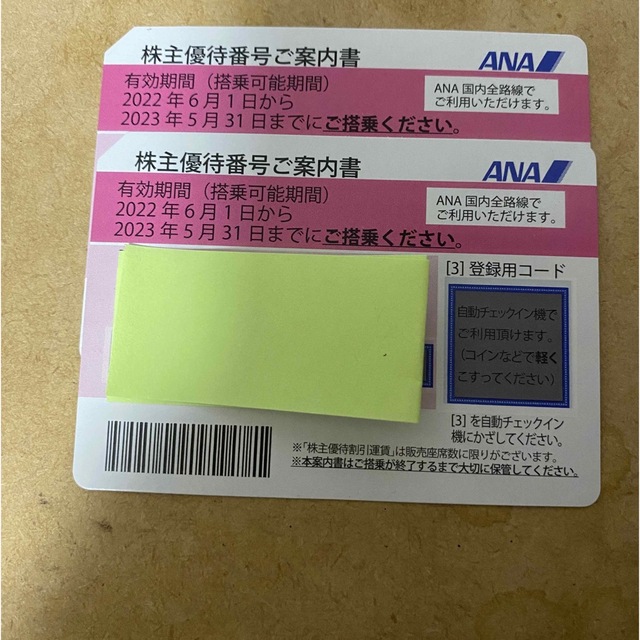 株主優待番号ご案内書
ANA
有効期間（搭乗可能期間）
2022 年 6 月 1 日から
2023 年 5 月 31 日までにご搭乗ください。
ANA 国内全路線で
ご利用いただけます。
株主優待番号ご案内書
ANA
有効期間（搭乗可能期間）
2022 年 6 月 1 日から
2023 年 5 月 31 日までにご搭乗ください。
ANA 国内全路線で
ご利用いただけます。
[3] 登録用コード
自動チェックイン機で
ご利用頂けます。
（コインなどで軽く
こすってください）
[3] を自動チェックイン
機にかざしてください。
※「株主優待割引運賃」は販売座席数に限りがございます。
※本案内書はご搭乗が終了するまで大切に保管してください。